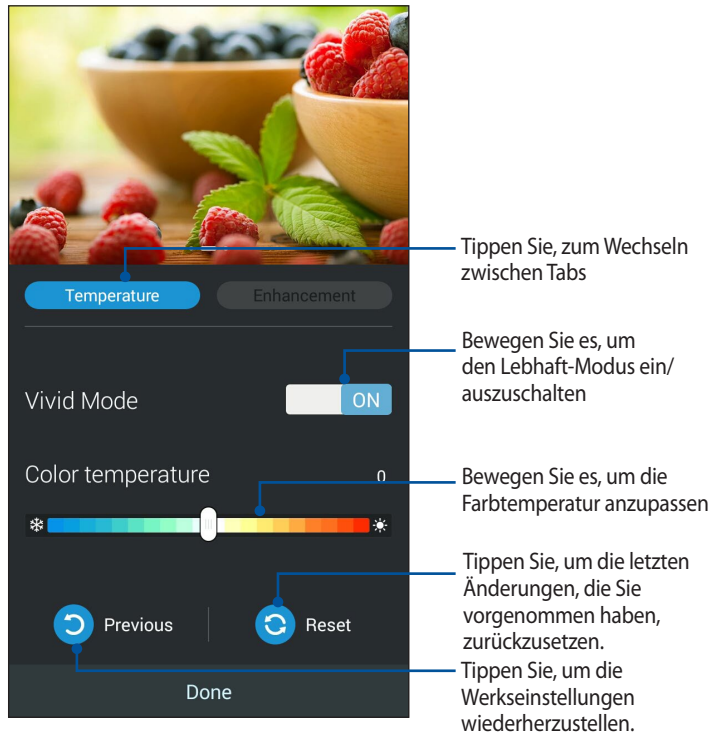 Tippen Sie, zum Wechseln
zwischen Tabs
Temperature
Enhancement
Bewegen Sie es, um
den Lebhaft-Modus ein/
auszuschalten
Vivid Mode
ON
Color temperature
0
Bewegen Sie es, um die
Farbtemperatur anzupassen
Tippen Sie, um die letzten
Änderungen, die Sie
vorgenommen haben,
zurückzusetzen.
Previous
Reset
Tippen Sie, um die
Werkseinstellungen
wiederherzustellen.
Done